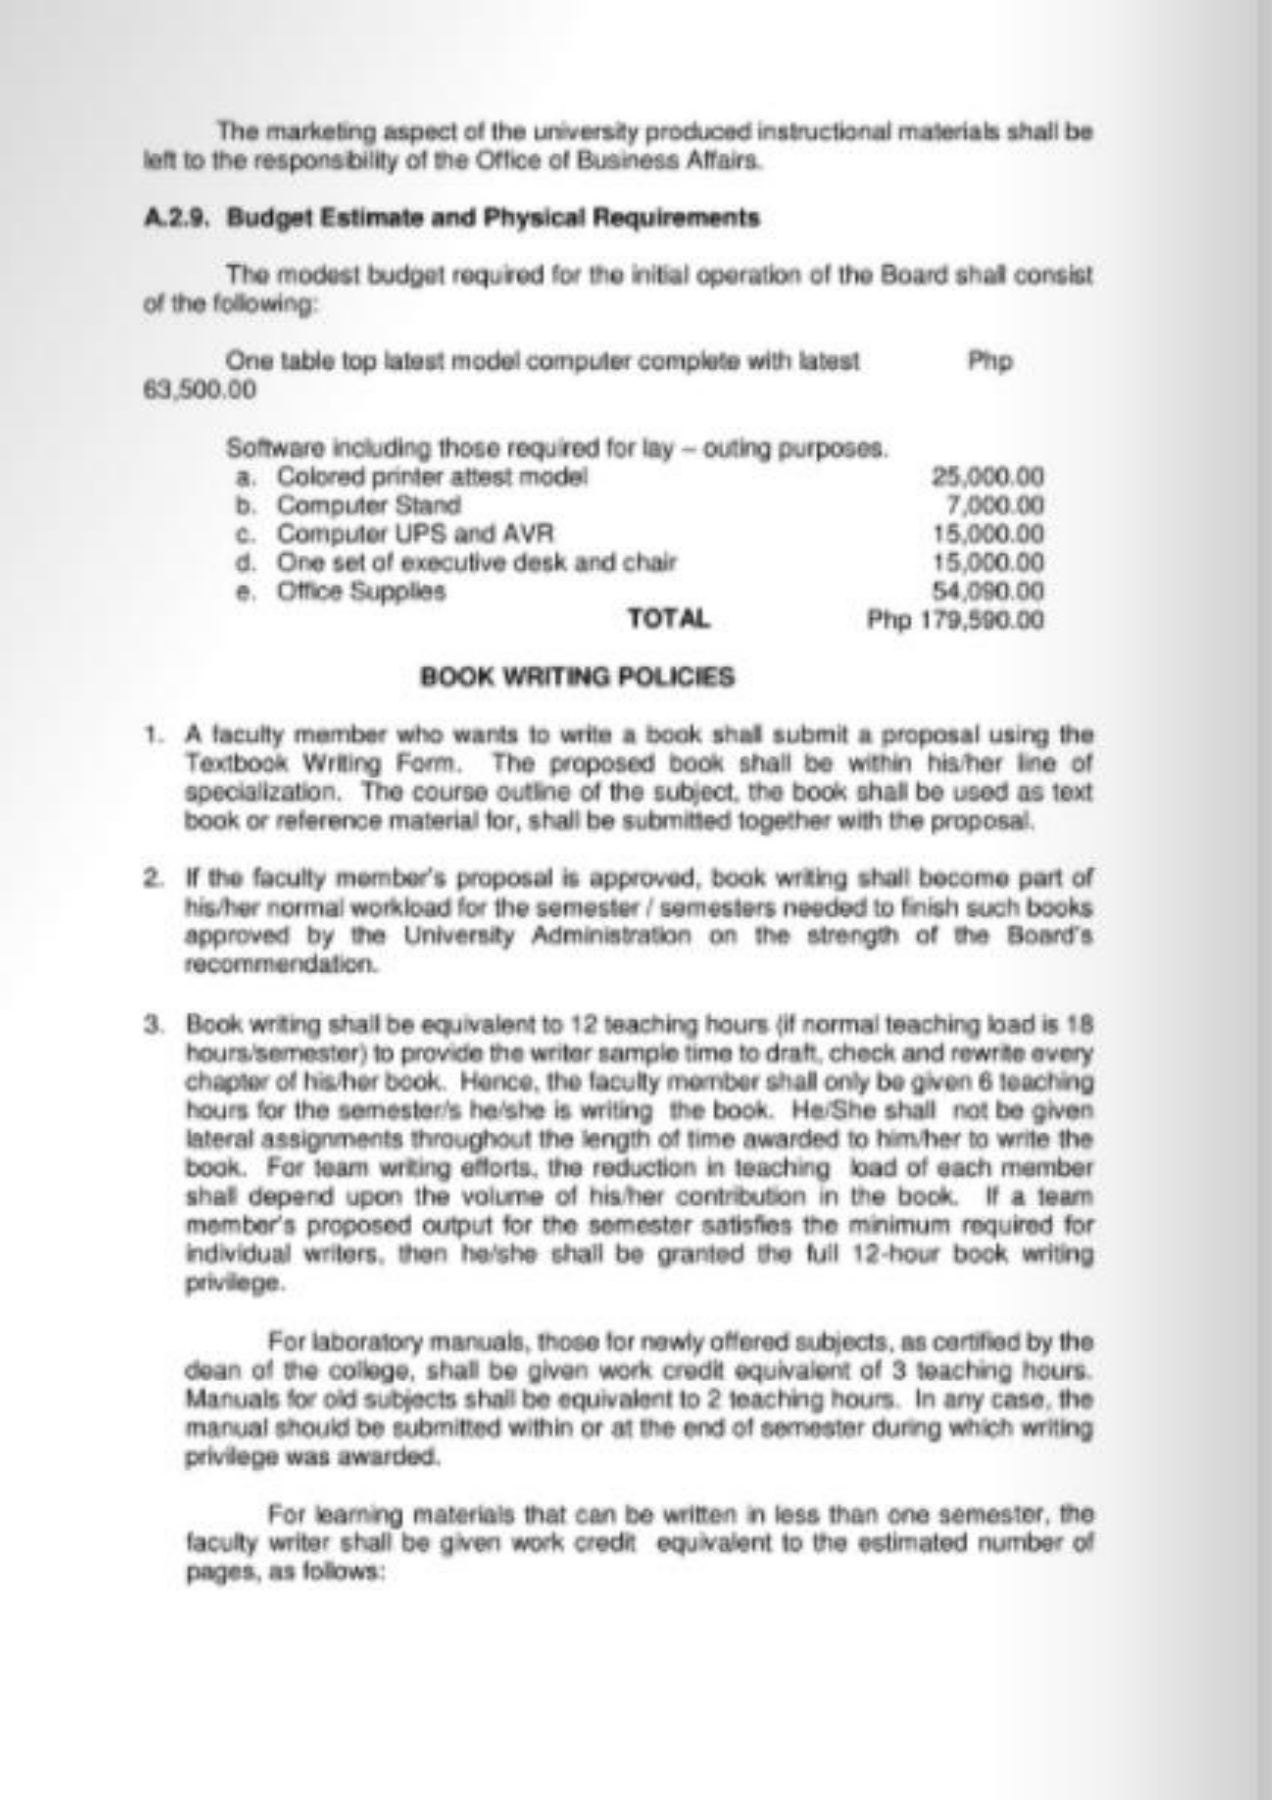 The marketing aspect of the university produced instructional materials shall be
left to the responsibility of the Office of Business Affairs.
A.2.9. Budget Estimate and Physical Requirements
The modest budget required for the initial operation of the Board shall consist
of the following:
One table top latest model computer complete with latest Php
63,500.00
Software including those required for lay – outing purposes.
a. Colored printer attest model 25,000.00
b. Computer Stand 7,000.00
c. Computer UPS and AVR 15,000.00
d. One set of executive desk and chair 15,000.00
e. Office Supplies 54,090.00
TOTAL Php 179,590.00
BOOK WRITING POLICIES
1. A faculty member who wants to write a book shall submit a proposal using the
Textbook Writing Form. The proposed book shall be within his/her line of
specialization. The course outline of the subject, the book shall be used as text
book or reference material for, shall be submitted together with the proposal.
2. If the faculty member's proposal is approved, book writing shall become part of
his/her normal workload for the semester / semesters needed to finish such books
approved by the University Administration on the strength of the Board's
recommendation.
3. Book writing shall be equivalent to 12 teaching hours (if normal teaching load is 18
hours/semester) to provide the writer sample time to draft, check and rewrite every
chapter of his/her book. Hence, the faculty member shall only be given 6 teaching
hours for the semester/s he/she is writing the book. He/She shall not be given
lateral assignments throughout the length of time awarded to him/her to write the
book. For team writing efforts, the reduction in teaching load of each member
shall depend upon the volume of his/her contribution in the book. If a team
member's proposed output for the semester satisfies the minimum required for
individual writers, then he/she shall be granted the full 12-hour book writing
privilege.
For laboratory manuals, those for newly offered subjects, as certified by the
dean of the college, shall be given work credit equivalent of 3 teaching hours.
Manuals for old subjects shall be equivalent to 2 teaching hours. In any case, the
manual should be submitted within or at the end of semester during which writing
privilege was awarded.
For learning materials that can be written in less than one semester, the
faculty writer shall be given work credit equivalent to the estimated number of
pages, as follows: